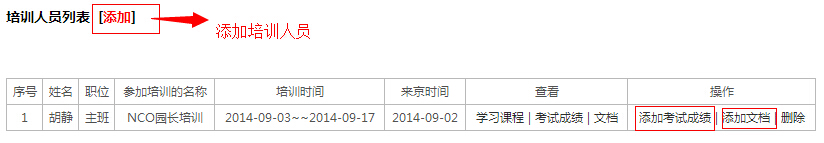 培训人员列表 [添加]
添加培训人员
序号 姓名 职位 参加培训的名称 培训时间 来京时间 查看 操作
1 胡静 主班 NCO园长培训 2014-09-03~~2014-09-17 2014-09-02 学习课程 | 考试成绩 | 文档 添加考试成绩 | 添加文档 | 删除